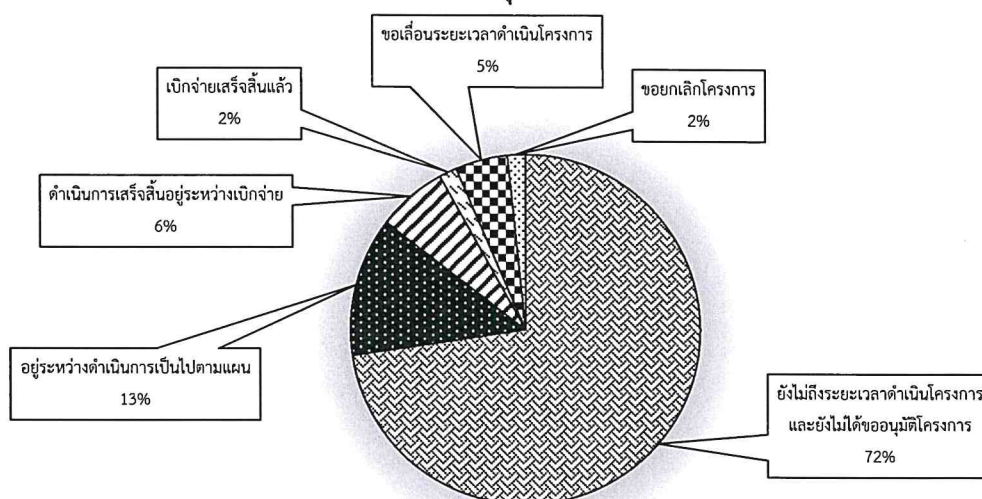 ขอเลื่อนระยะเวลาดำเนินโครงการ
5%
เบิกจ่ายเสร็จสิ้นแล้ว
2%
ขอยกเลิกโครงการ
2%
ดำเนินการเสร็จสิ้นอยู่ระหว่างเบิกจ่าย
6%
อยู่ระหว่างดำเนินการเป็นไปตามแผน
13%
ยังไม่ถึงระยะเวลาดำเนินโครงการ
และยังไม่ได้ขออนุมัติโครงการ
72%